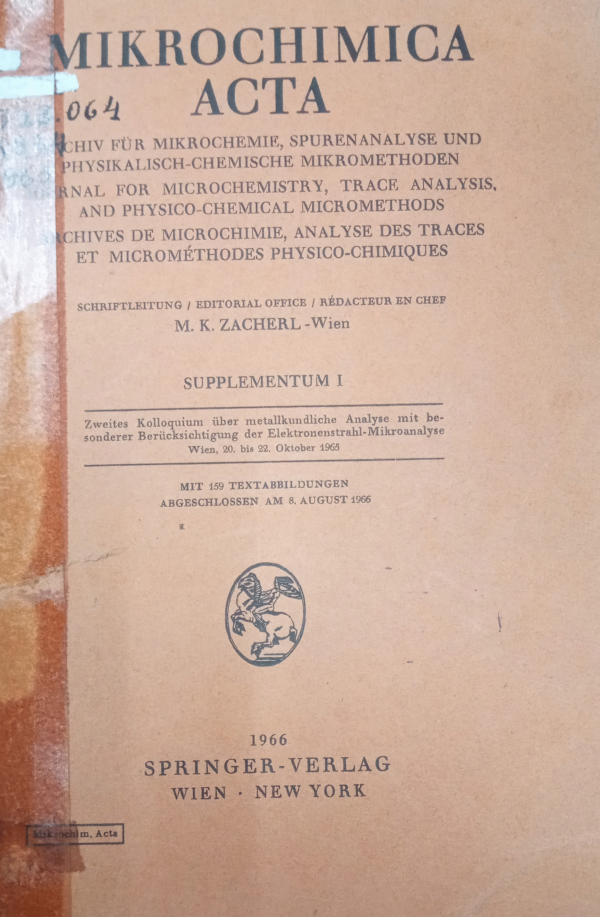 MIKROCHIMICA
ACTA
.064
CHIV FÜR MIKROCHEMIE, SPURENANALYSE UND
PHYSIKALISCH-CHEMISCHE MIKROMETHODEN
RNAL FOR MICROCHEMISTRY, TRACE ANALYSIS,
AND PHYSICO-CHEMICAL MICROMETHODS
ARCHIVES DE MICROCHIMIE, ANALYSE DES TRACES
ET MICROMÉTHODES PHYSICO-CHIMIQUES
SCHRIFTLEITUNG / EDITORIAL OFFICE / RÉDACTEUR EN CHEF
M. K. ZACHERL - Wien
SUPPLEMENTUM I
Zweites Kolloquium über metallkundliche Analyse mit be-
sonderer Berücksichtigung der Elektronenstrahl-Mikroanalyse
Wien, 20. bis 22. Oktober 1965
MIT 159 TEXTABBILDUNGEN
ABGESCHLOSSEN AM 8. AUGUST 1966
1966
SPRINGER-VERLAG
WIEN · NEW YORK
Mikrochim. Acta